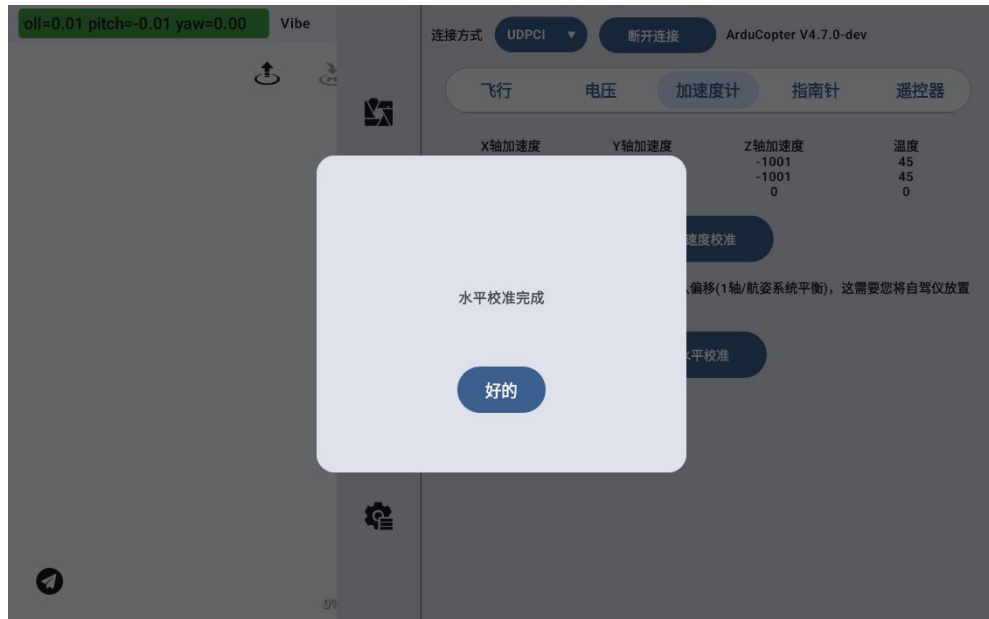 oll=0.01 pitch=-0.01 yaw=0.00 Vibe
连接方式 UDPCI ▼ 断开连接 ArduCopter V4.7.0-dev
飞行 电压 加速度计 指南针 遥控器
X轴加速度 Y轴加速度 Z轴加速度 温度
-1001 45
-1001 45
0 0
速度校准
偏移(1轴/航姿系统平衡)，这需要您将自驾仪放置
水平校准完成
平校准
好的